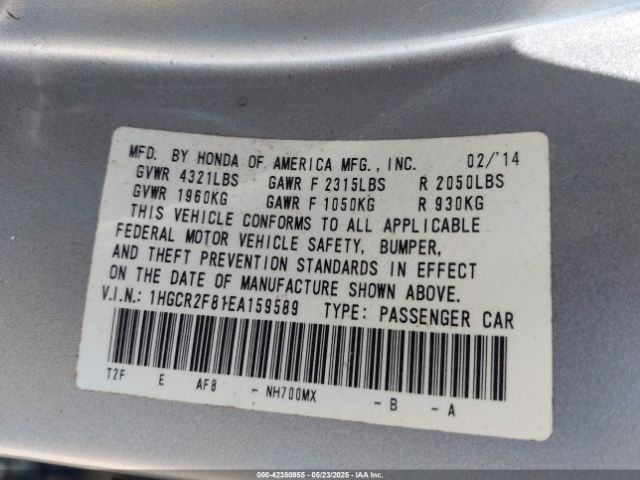 MFD. BY HONDA OF AMERICA MFG., INC. 02/'14
GVWR 4321LBS GAWR F 2315LBS R 2050LBS
GVWR 1960KG GAWR F 1050KG R 930KG
THIS VEHICLE CONFORMS TO ALL APPLICABLE
FEDERAL MOTOR VEHICLE SAFETY, BUMPER,
AND THEFT PREVENTION STANDARDS IN EFFECT
ON THE DATE OF MANUFACTURE SHOWN ABOVE.
V.I.N.: 1HGCR2F81EA159589 TYPE: PASSENGER CAR
T2F E AF8 - NH700MX - B - A
000-42350955 - 05/23/2025 - IAAI.COM